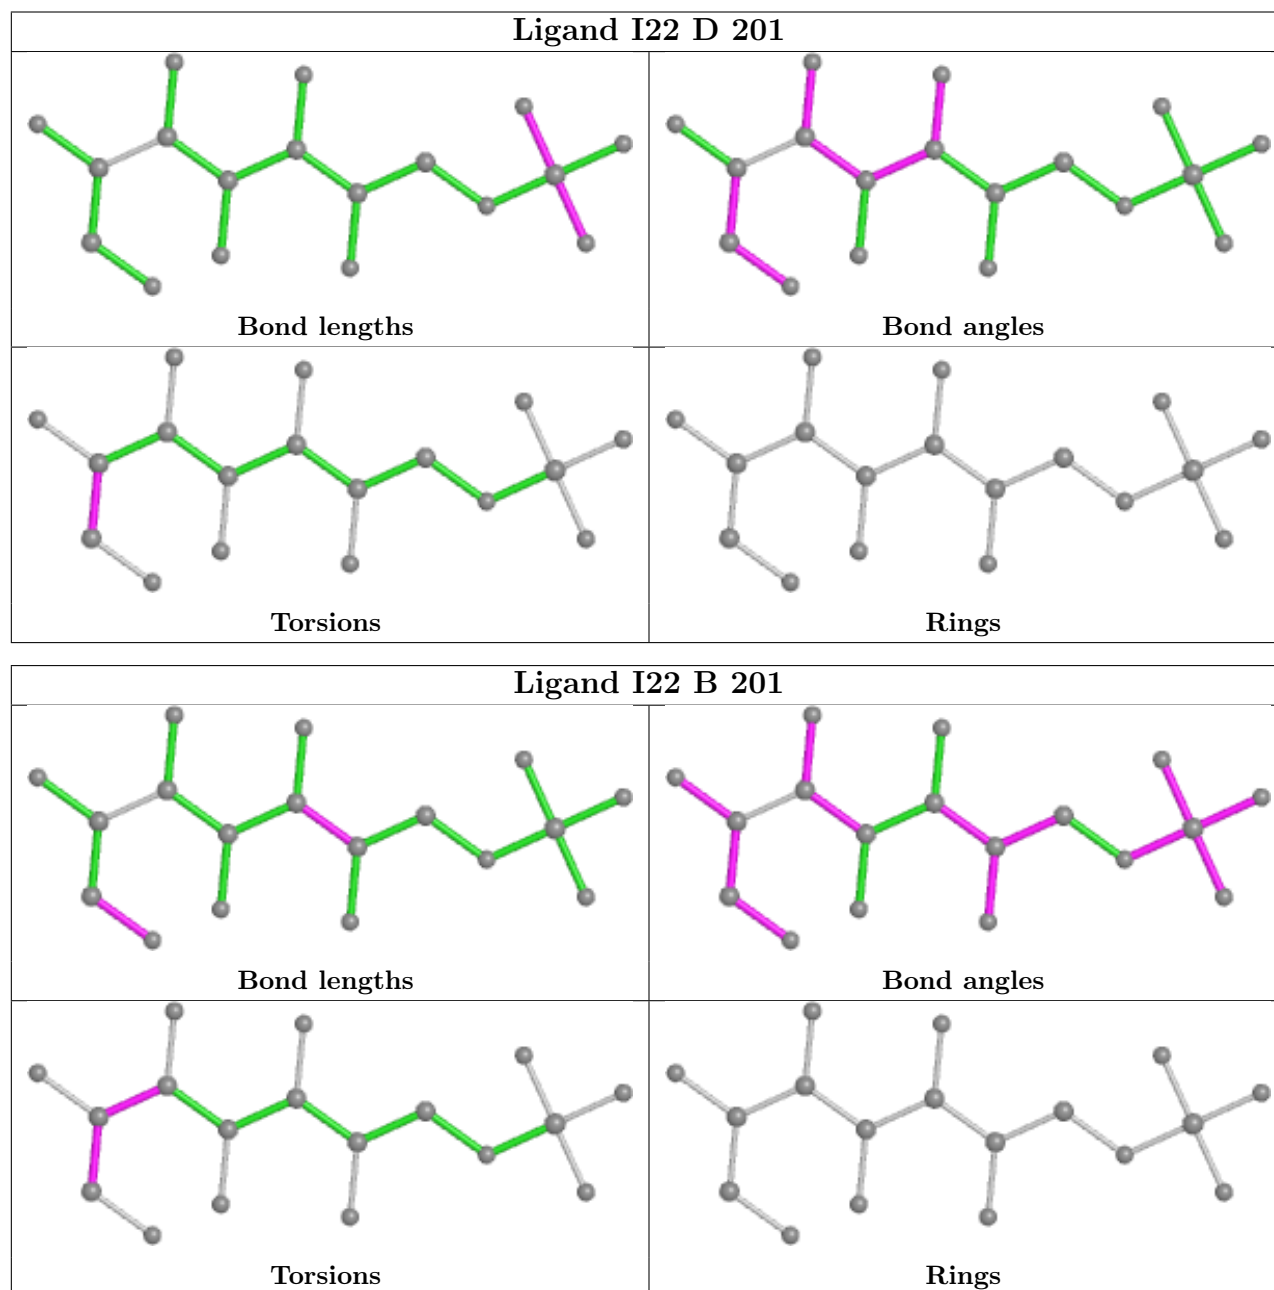 Ligand I22 D 201
Bond lengths
Bond angles
Torsions
Rings
Ligand I22 B 201
Bond lengths
Bond angles
Torsions
Rings